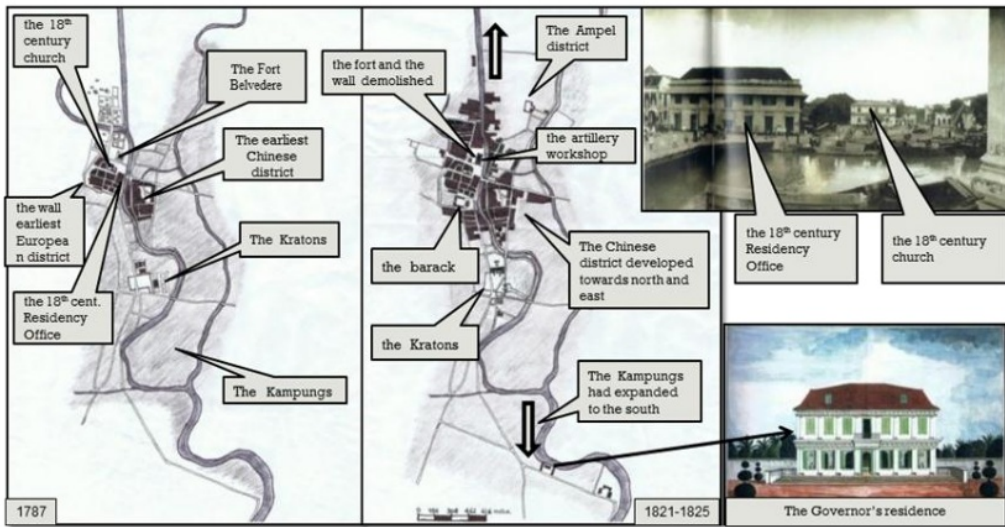 the 18th
century
church
The Fort
Belvedere
The earliest
Chinese
district
the wall
earliest
Europea
n district
The Kratons
the 18th cent.
Residency
Office
The Kampungs
1787
the fort and the
wall demolished
The Ampel
district
the artillery
workshop
the barack
The Chinese
district developed
towards north and
east
the Kratons
The Kampungs
had expanded
to the south
1821-1825
the 18th century
Residency
Office
the 18th century
church
The Governor's residence